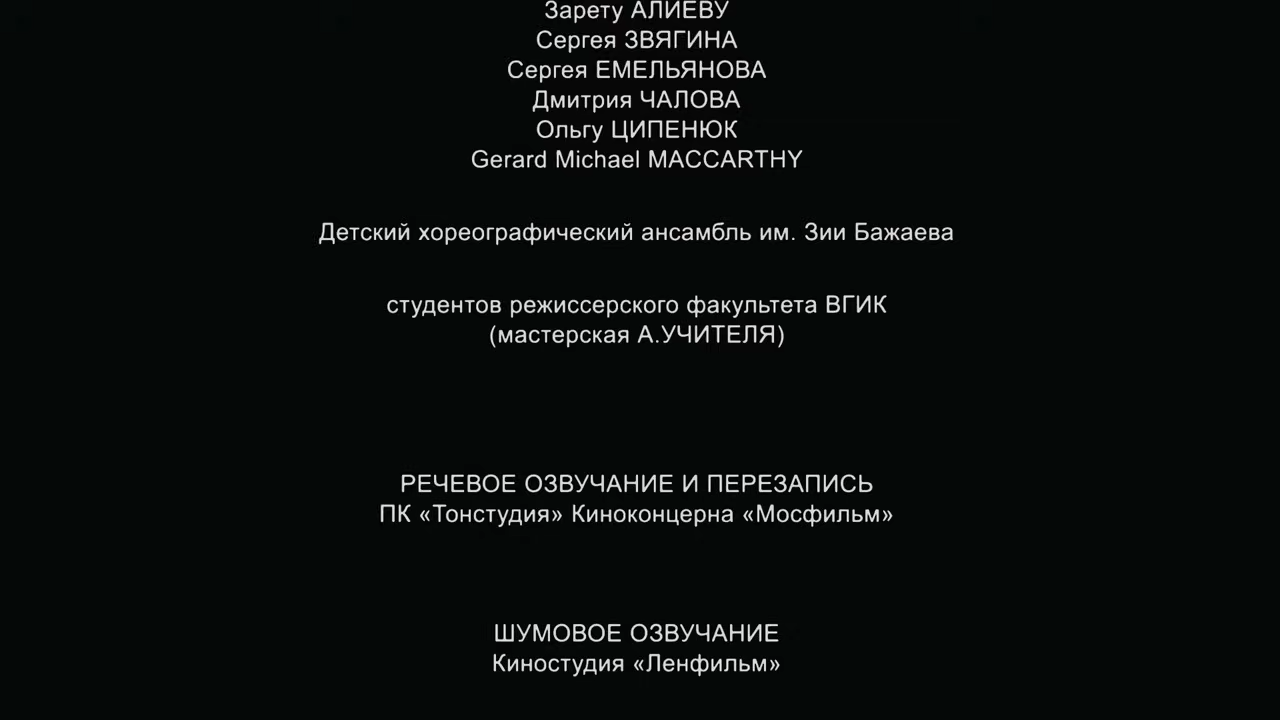 Зарету АЛИЕВУ
Сергея ЗВЯГИНА
Сергея ЕМЕЛЬЯНОВА
Дмитрия ЧАЛОВА
Ольгу ЦИПЕНЮК
Gerard Michael MACCARTHY
Детский хореографический ансамбль им. Зии Бажаева
студентов режиссерского факультета ВГИК
(мастерская А.УЧИТЕЛЯ)
РЕЧЕВОЕ ОЗВУЧАНИЕ И ПЕРЕЗАПИСЬ
ПК «Тонстудия» Киноконцерна «Мосфильм»
ШУМОВОЕ ОЗВУЧАНИЕ
Киностудия «Ленфильм»